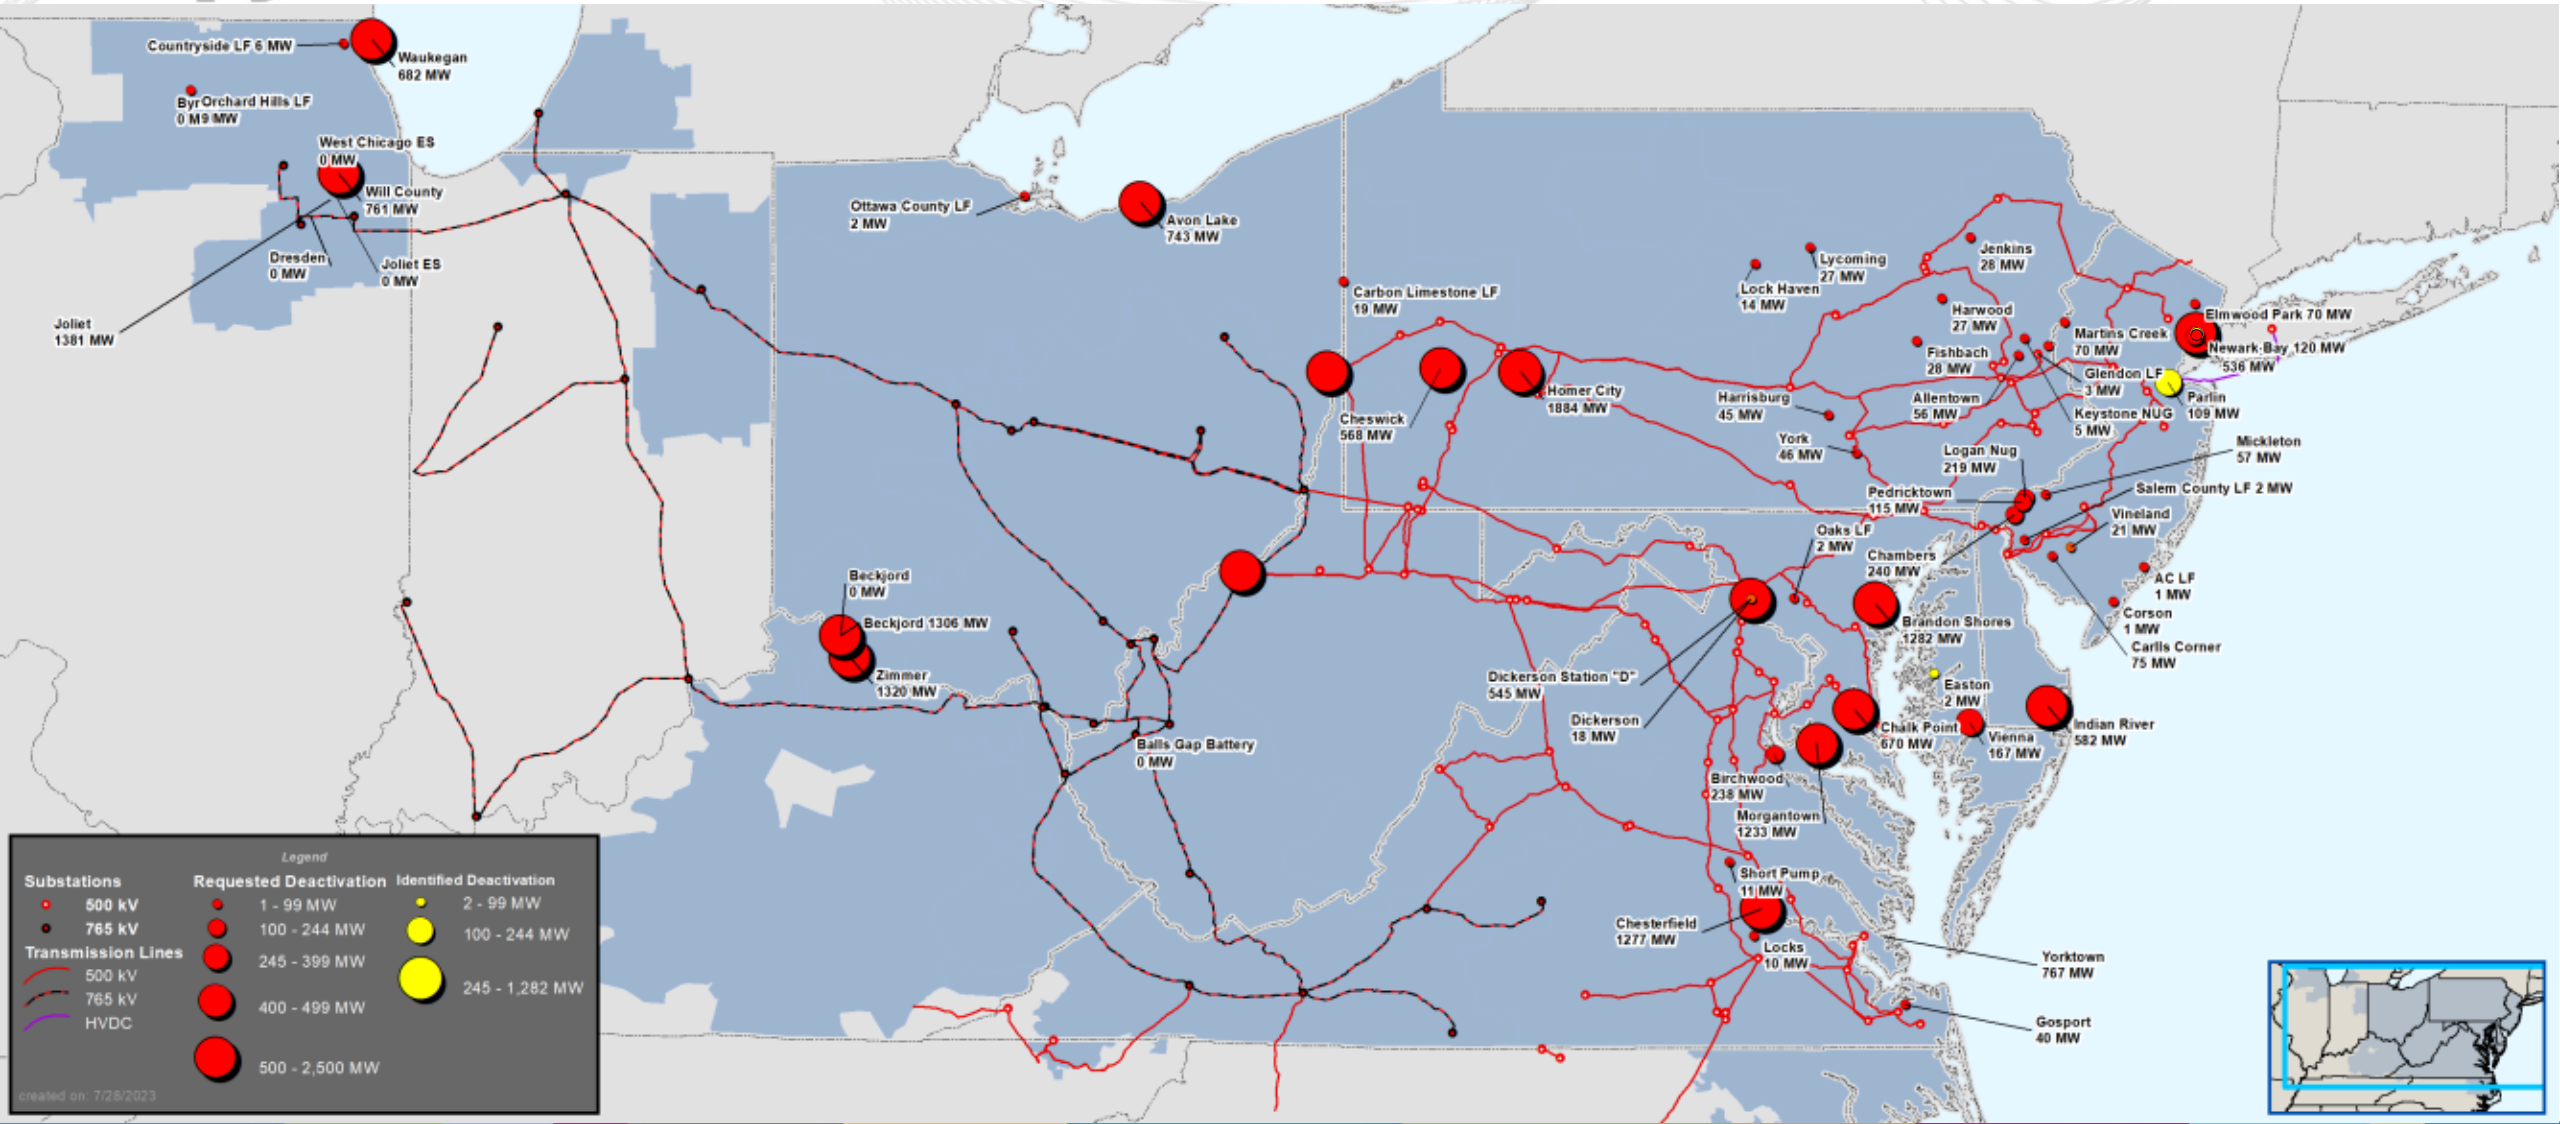 Countryside LF 6 MW
Waukegan
682 MW
Byr Orchard Hills LF
0 M 9 MW
West Chicago ES
0 MW
Will County
761 MW
Dresden
0 MW
Joliet ES
0 MW
Joliet
1381 MW
Ottawa County LF
2 MW
Avon Lake
743 MW
Carbon Limestone LF
19 MW
Cheswick
568 MW
Homer City
1884 MW
Lycoming
27 MW
Lock Haven
14 MW
Jenkins
28 MW
Harwood
27 MW
Fishbach
28 MW
Martins Creek
70 MW
Elmwood Park 70 MW
Newark Bay 120 MW
536 MW
Glendon LF
3 MW
Parlin
109 MW
Allentown
56 MW
Keystone NUG
5 MW
Harrisburg
45 MW
York
46 MW
Logan Nug
219 MW
Mickleton
57 MW
Pedricktown
115 MW
Salem County LF 2 MW
Vineland
21 MW
Oaks LF
2 MW
Chambers
240 MW
AC LF
1 MW
Corson
1 MW
Carlls Corner
75 MW
Beckjord
0 MW
Beckjord 1306 MW
Zimmer
1320 MW
Brandon Shores
1282 MW
Dickerson Station "D"
545 MW
Dickerson
18 MW
Easton
2 MW
Chalk Point
670 MW
Vienna
167 MW
Indian River
582 MW
Balls Gap Battery
0 MW
Birchwood
238 MW
Morgantown
1233 MW
Short Pump
11 MW
Chesterfield
1277 MW
Locks
10 MW
Yorktown
767 MW
Gosport
40 MW
Legend
Substations
500 kV
765 kV
Transmission Lines
500 kV
765 kV
HVDC
Requested Deactivation
1 - 99 MW
100 - 244 MW
245 - 399 MW
400 - 499 MW
500 - 2,500 MW
Identified Deactivation
2 - 99 MW
100 - 244 MW
245 - 1,282 MW
created on: 7/28/2023